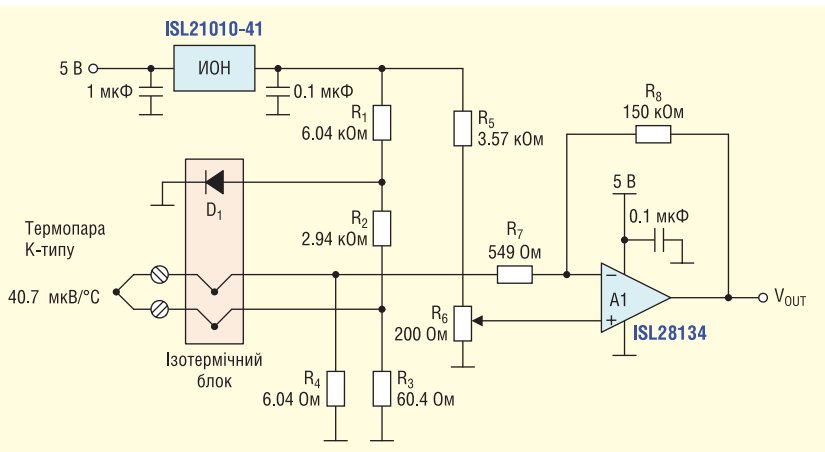 ISL21010-41
5 В
ИОН
1 мкФ
0.1 мкФ
R1
6.04 кОм
R5
3.57 кОм
R8
150 кОм
D1
R2
2.94 кОм
5 В
0.1 мкФ
Термопара
К-типу
R7
549 Ом
40.7 мкВ/°С
R6
200 Ом
−
A1
+
VOUT
ISL28134
Ізотермічний
блок
R4
6.04 Ом
R3
60.4 Ом